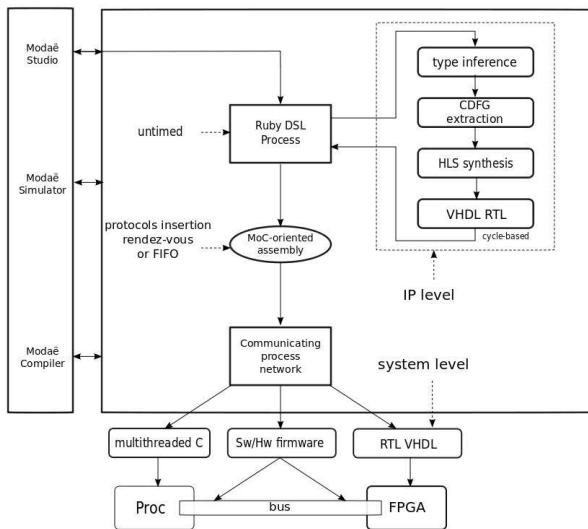 Modaë
Studio
type inference
CDFG
extraction
Ruby DSL
Process
untimed
HLS synthesis
Modaë
Simulator
VHDL RTL
cycle-based
protocols insertion
rendez-vous
or FIFO
MoC-oriented
assembly
IP level
Modaë
Compiler
Communicating
process
network
system level
multithreaded C
Sw/Hw firmware
RTL VHDL
Proc
bus
FPGA